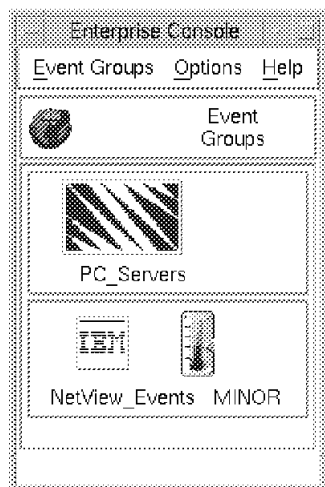 Enterprise Console
Event Groups Options Help
Event
Groups
PC_Servers
IBM
NetView_Events MINOR